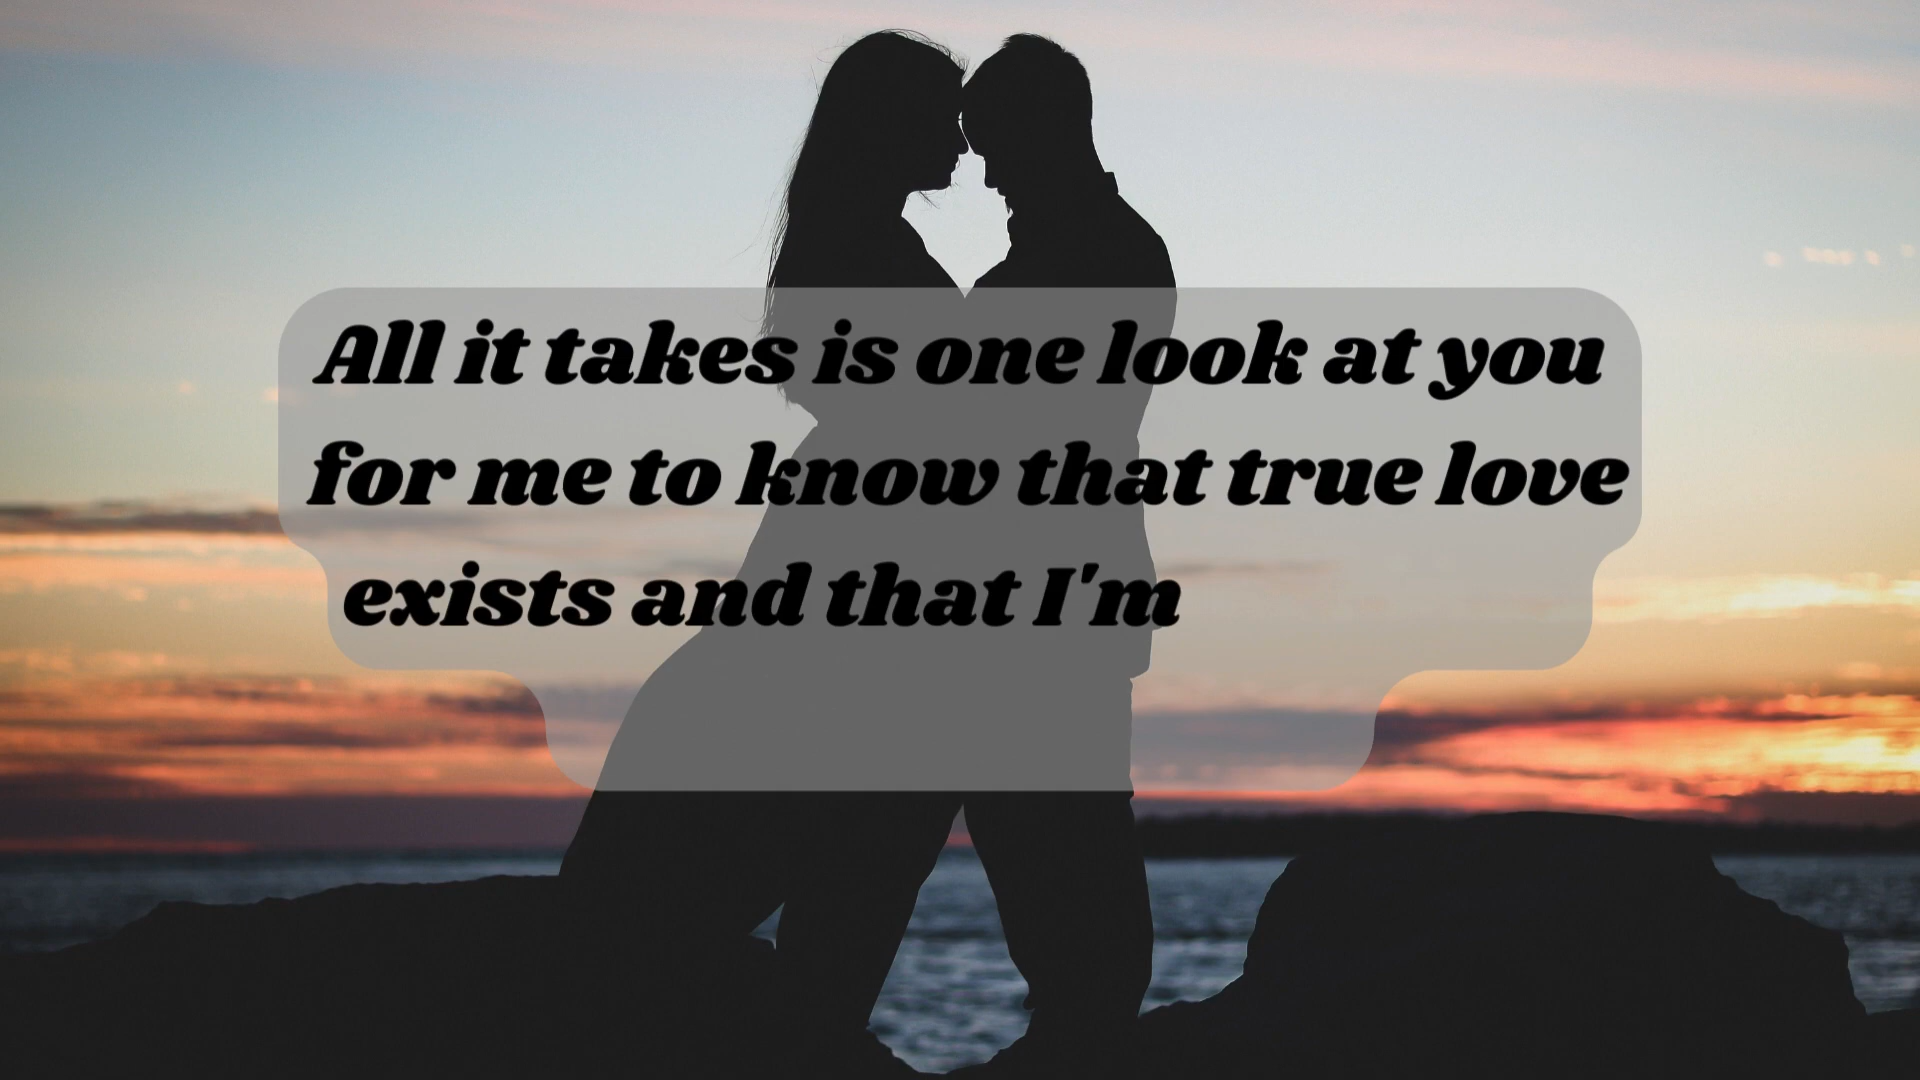 All it takes is one look at you
for me to know that true love
exists and that I'm